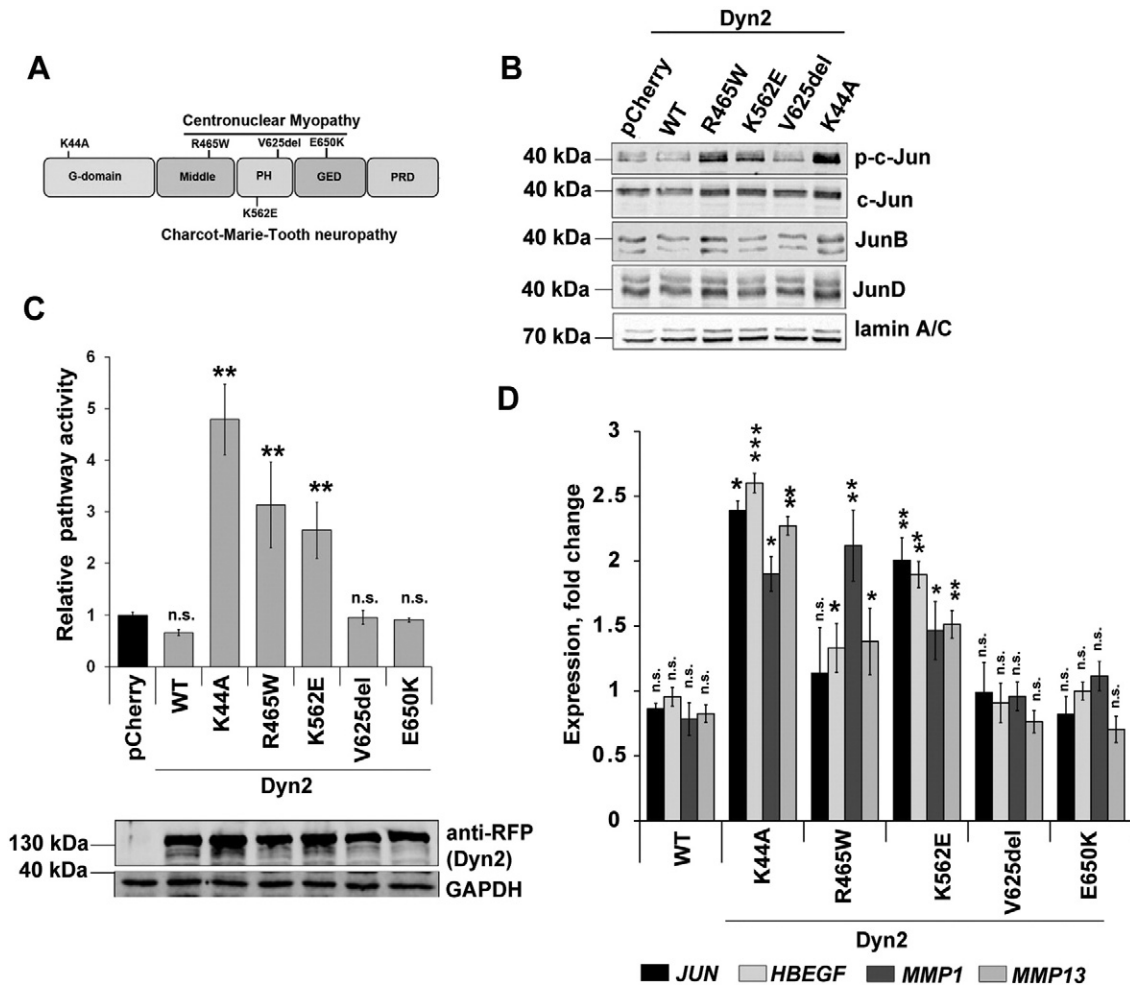 A
Centronuclear Myopathy
K44A
R465W
V625del
E650K
G-domain
Middle
PH
GED
PRD
K562E
Charcot-Marie-Tooth neuropathy
B
Dyn2
pCherry
WT
R465W
K562E
V625del
K44A
40 kDa
p-c-Jun
40 kDa
c-Jun
40 kDa
JunB
40 kDa
JunD
70 kDa
lamin A/C
C
Relative pathway activity
6
5
4
3
2
1
0
n.s.
**
**
**
n.s.
n.s.
pCherry
WT
K44A
R465W
K562E
V625del
E650K
Dyn2
130 kDa
anti-RFP
(Dyn2)
40 kDa
GAPDH
D
Expression, fold change
3
2.5
2
1.5
1
0.5
0
n.s.
n.s.
n.s.
n.s.
*
***
*
**
n.s.
*
**
*
**
**
*
**
n.s.
n.s.
n.s.
n.s.
n.s.
n.s.
n.s.
n.s.
WT
K44A
R465W
K562E
V625del
E650K
Dyn2
JUN HBEGF MMP1 MMP13